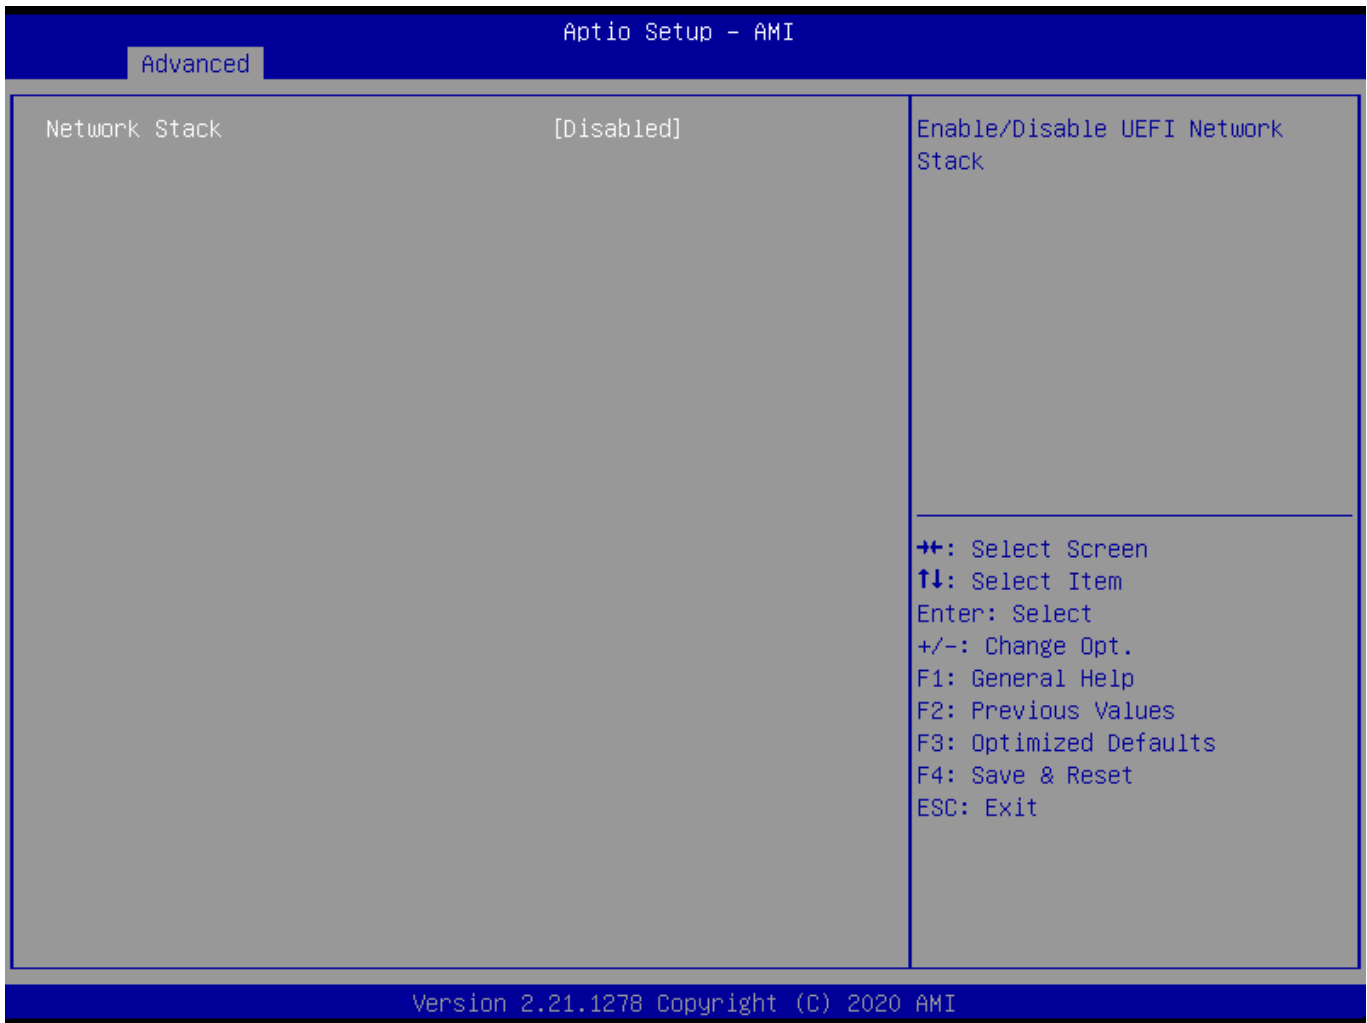 Aptio Setup – AMI
Advanced
Network Stack [Disabled]
Enable/Disable UEFI Network
Stack
→←: Select Screen
↑↓: Select Item
Enter: Select
+/-: Change Opt.
F1: General Help
F2: Previous Values
F3: Optimized Defaults
F4: Save & Reset
ESC: Exit
Version 2.21.1278 Copyright (C) 2020 AMI